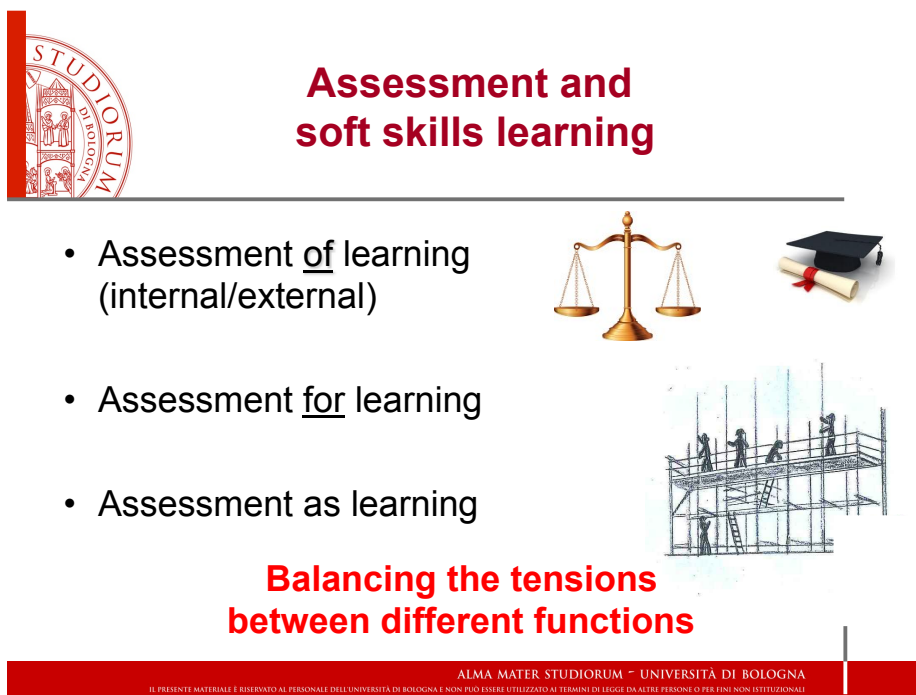 STUDIORUM
DI BOLOGNA
Assessment and
soft skills learning
• Assessment of learning
(internal/external)
• Assessment for learning
• Assessment as learning
Balancing the tensions
between different functions
ALMA MATER STUDIORUM ~ UNIVERSITÀ DI BOLOGNA
IL PRESENTE MATERIALE È RISERVATO AL PERSONALE DELL'UNIVERSITÀ DI BOLOGNA E NON PUÒ ESSERE UTILIZZATO AI TERMINI DI LEGGE DA ALTRE PERSONE O PER FINI NON ISTITUZIONALI